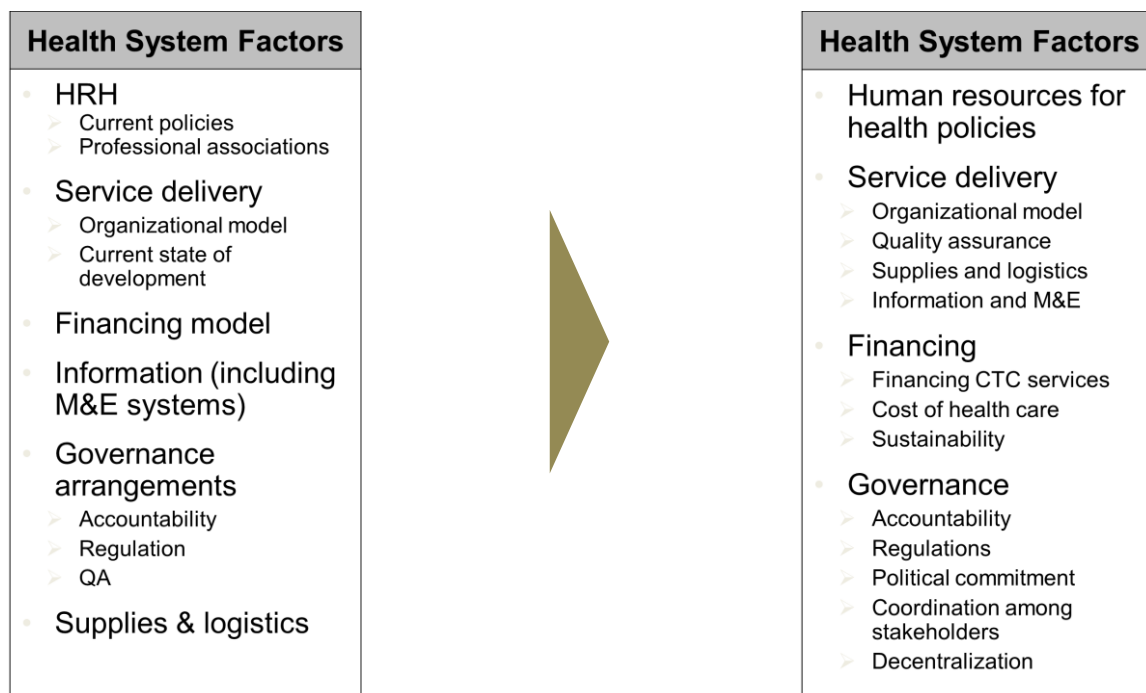 Health System Factors
HRH
Current policies
Professional associations
Service delivery
Organizational model
Current state of
development
Financing model
Information (including
M&E systems)
Governance
arrangements
Accountability
Regulation
QA
Supplies & logistics
Health System Factors
Human resources for
health policies
Service delivery
Organizational model
Quality assurance
Supplies and logistics
Information and M&E
Financing
Financing CTC services
Cost of health care
Sustainability
Governance
Accountability
Regulations
Political commitment
Coordination among
stakeholders
Decentralization